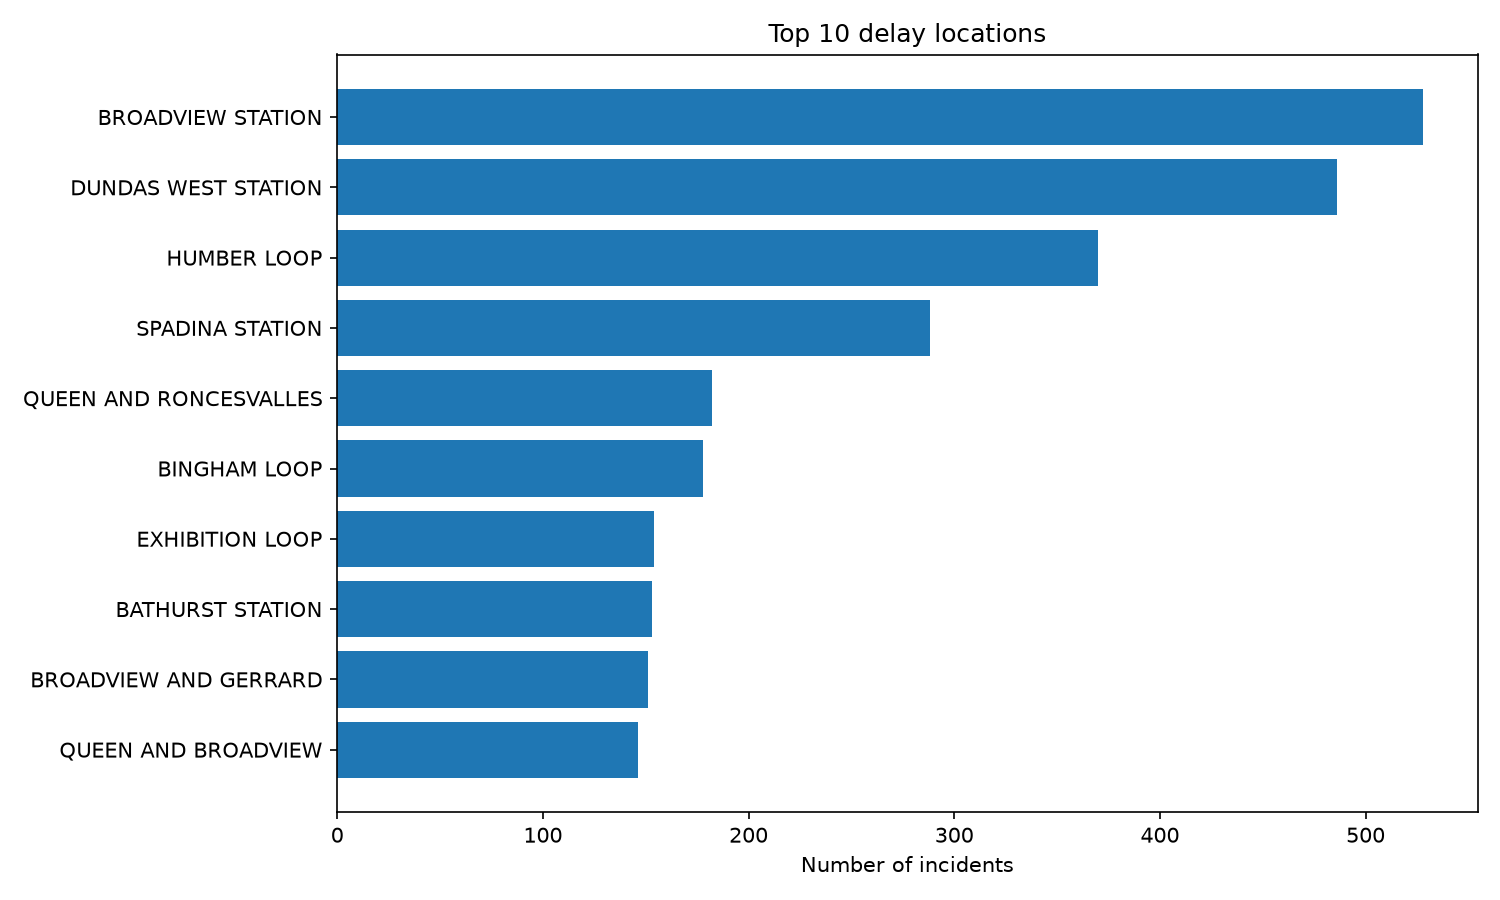 Top 10 delay locations
BROADVIEW STATION
DUNDAS WEST STATION
HUMBER LOOP
SPADINA STATION
QUEEN AND RONCESVALLES
BINGHAM LOOP
EXHIBITION LOOP
BATHURST STATION
BROADVIEW AND GERRARD
QUEEN AND BROADVIEW
0 100 200 300 400 500
Number of incidents